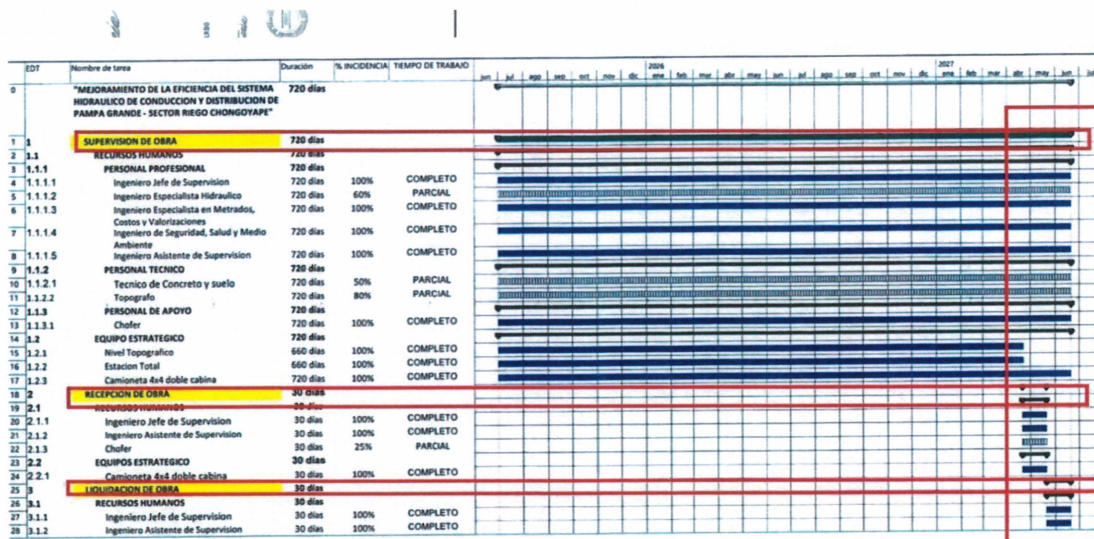 EDT Nombre de tarea Duración % INCIDENCIA TIEMPO DE TRABAJO 2026 2027
jun jul ago sep oct nov dic ene feb mar abr may jun jul ago sep oct nov dic ene feb mar abr may jun jul
0 "MEJORAMIENTO DE LA EFICIENCIA DEL SISTEMA 720 días
HIDRAULICO DE CONDUCCION Y DISTRIBUCION DE
PAMPA GRANDE - SECTOR RIEGO CHONGOYAPE"
1 1 SUPERVISION DE OBRA 720 días
2 1.1 RECURSOS HUMANOS 720 días
3 1.1.1 PERSONAL PROFESIONAL 720 días
4 1.1.1.1 Ingeniero Jefe de Supervision 720 días 100% COMPLETO
5 1.1.1.2 Ingeniero Especialista Hidraulico 720 días 60% PARCIAL
6 1.1.1.3 Ingeniero Especialista en Metrados, 720 días 100% COMPLETO
Costos y Valorizaciones
7 1.1.1.4 Ingeniero de Seguridad, Salud y Medio 720 días 100% COMPLETO
Ambiente
8 1.1.1.5 Ingeniero Asistente de Supervision 720 días 100% COMPLETO
9 1.1.2 PERSONAL TECNICO 720 días
10 1.1.2.1 Tecnico de Concreto y suelo 720 días 50% PARCIAL
11 1.1.2.2 Topografo 720 días 80% PARCIAL
12 1.1.3 PERSONAL DE APOYO 720 días
13 1.1.3.1 Chofer 720 días 100% COMPLETO
14 1.2 EQUIPO ESTRATEGICO 720 días
15 1.2.1 Nivel Topografico 660 días 100% COMPLETO
16 1.2.2 Estacion Total 660 días 100% COMPLETO
17 1.2.3 Camioneta 4x4 doble cabina 720 días 100% COMPLETO
18 2 RECEPCION DE OBRA 30 días
19 2.1 RECURSOS HUMANOS 30 días
20 2.1.1 Ingeniero Jefe de Supervision 30 días 100% COMPLETO
21 2.1.2 Ingeniero Asistente de Supervision 30 días 100% COMPLETO
22 2.1.3 Chofer 30 días 25% PARCIAL
23 2.2 EQUIPOS ESTRATEGICO 30 días
24 2.2.1 Camioneta 4x4 doble cabina 30 días 100% COMPLETO
25 3 LIQUIDACION DE OBRA 30 días
26 3.1 RECURSOS HUMANOS 30 días
27 3.1.1 Ingeniero Jefe de Supervision 30 días 100% COMPLETO
28 3.1.2 Ingeniero Asistente de Supervision 30 días 100% COMPLETO